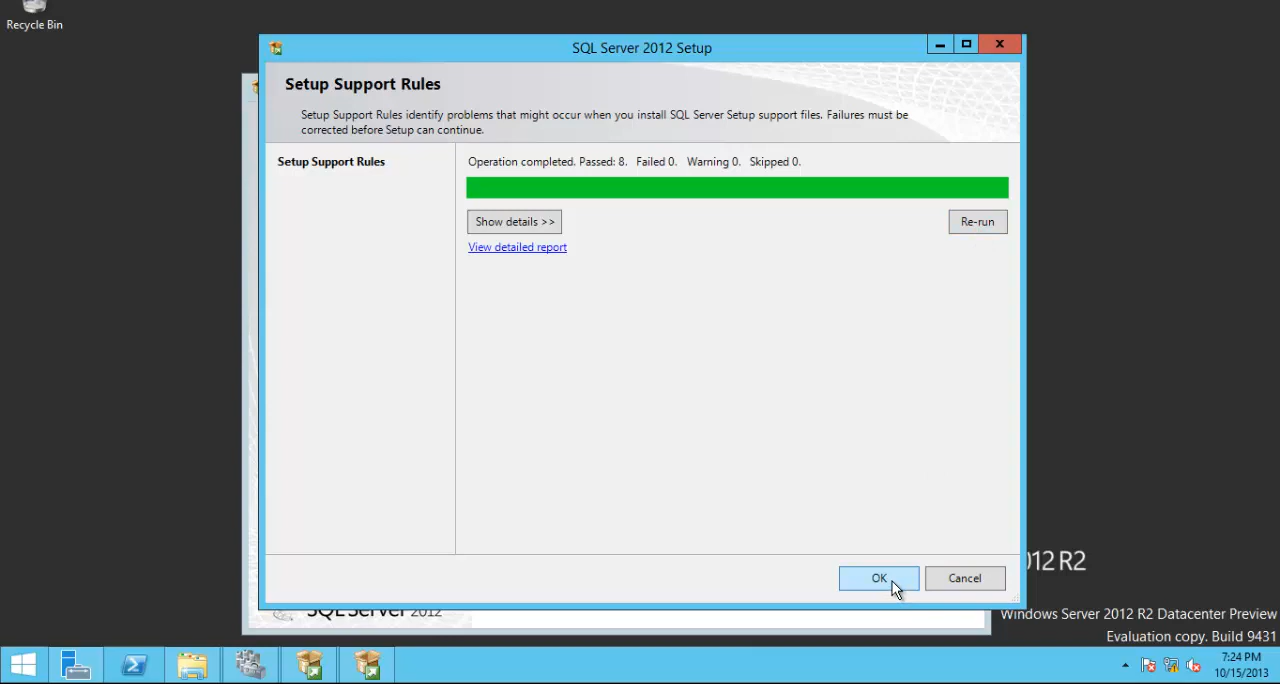 Recycle Bin
SQL Server 2012 Setup
Setup Support Rules
Setup Support Rules identify problems that might occur when you install SQL Server Setup support files. Failures must be
corrected before Setup can continue.
Setup Support Rules
Operation completed. Passed: 8.   Failed 0.   Warning 0.   Skipped 0.
Show details >>
Re-run
View detailed report
OK
Cancel
SQL Server 2012
012 R2
Windows Server 2012 R2 Datacenter Preview
Evaluation copy. Build 9431
7:24 PM
10/15/2013